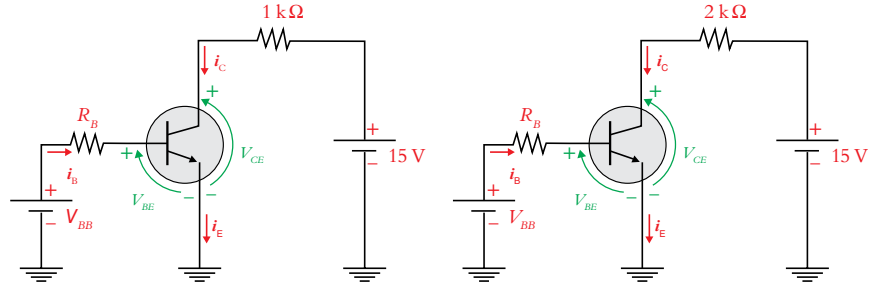 1 kΩ
i_C
+
R_B
+
V_CE
+
15 V
−
i_B
+
V_BE
−
−
V_BB
−
i_E
2 kΩ
i_C
+
R_B
+
V_CE
+
15 V
−
i_B
+
V_BE
−
−
V_BB
−
i_E